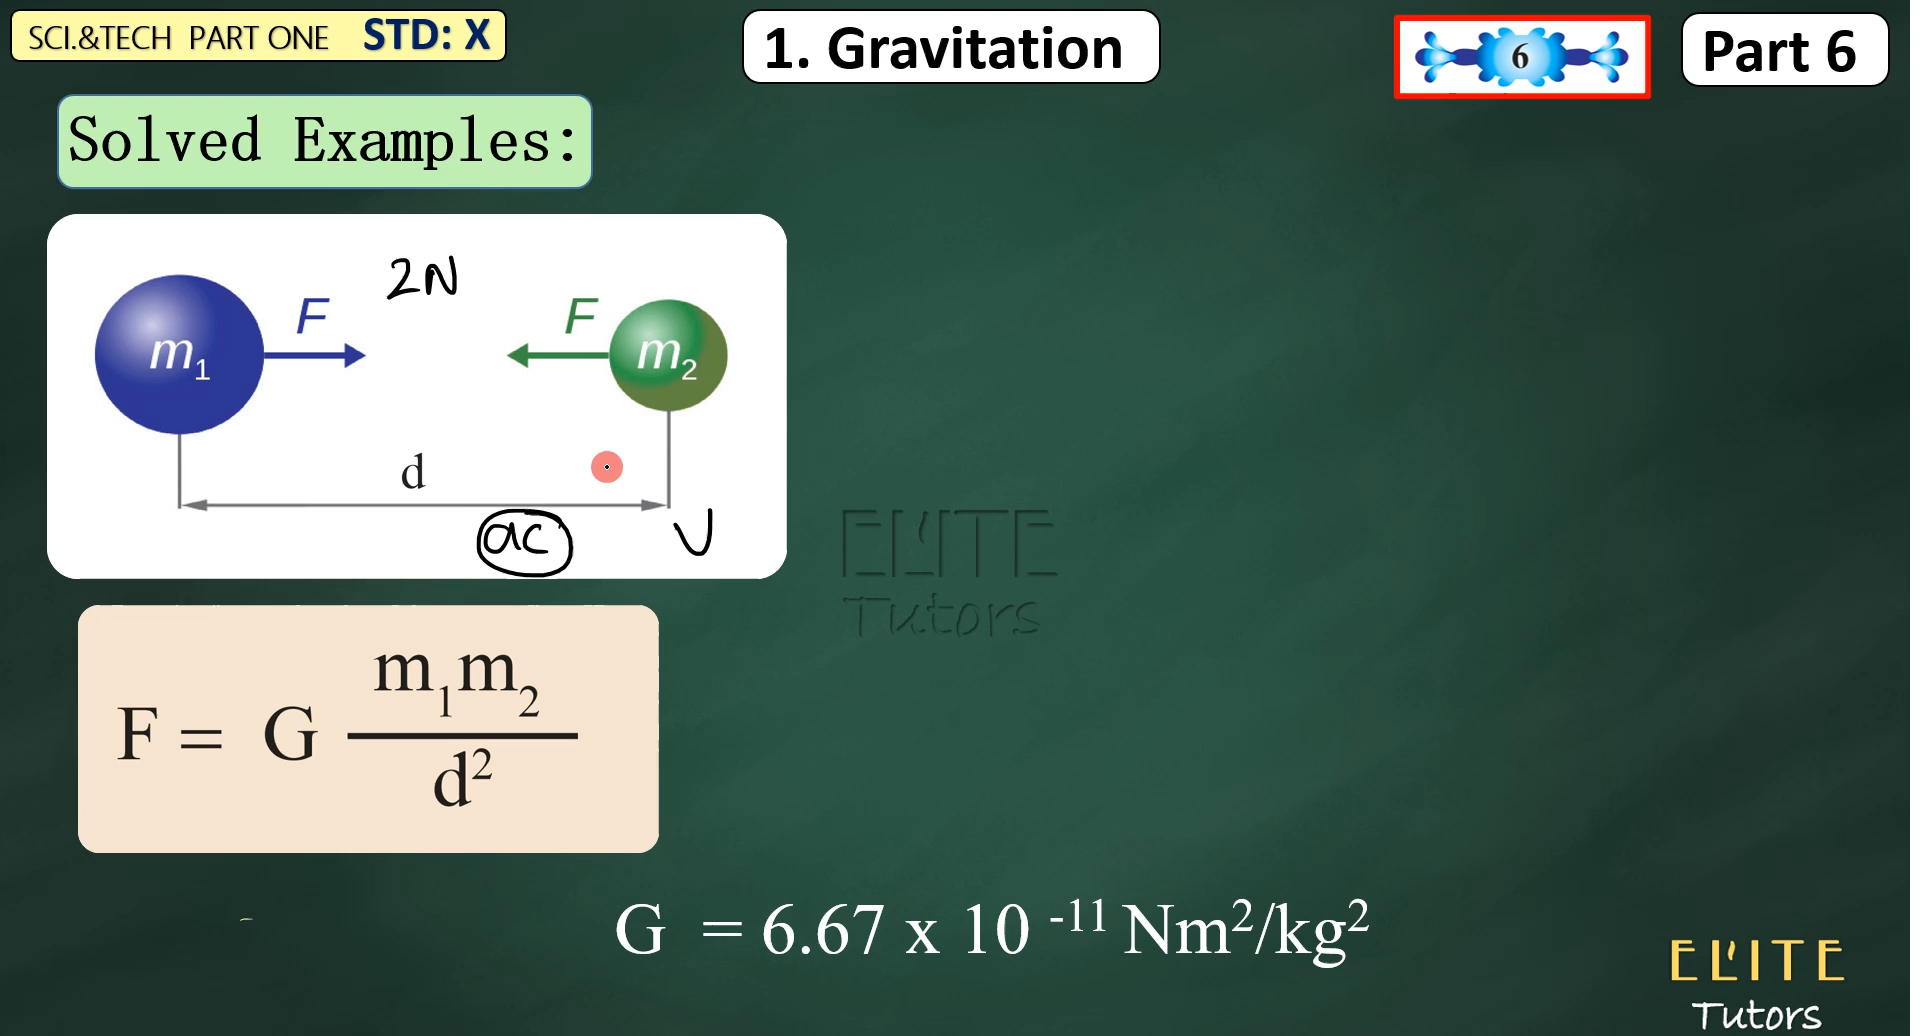 SCI.&TECH PART ONE STD: X
1. Gravitation
6
Part 6
Solved Examples:
2N
F
F
m₁
m₂
d
ac
V
ELITE
Tutors
F = G m₁m₂
d²
G = 6.67 x 10 ⁻¹¹ Nm²/kg²
ELITE
Tutors